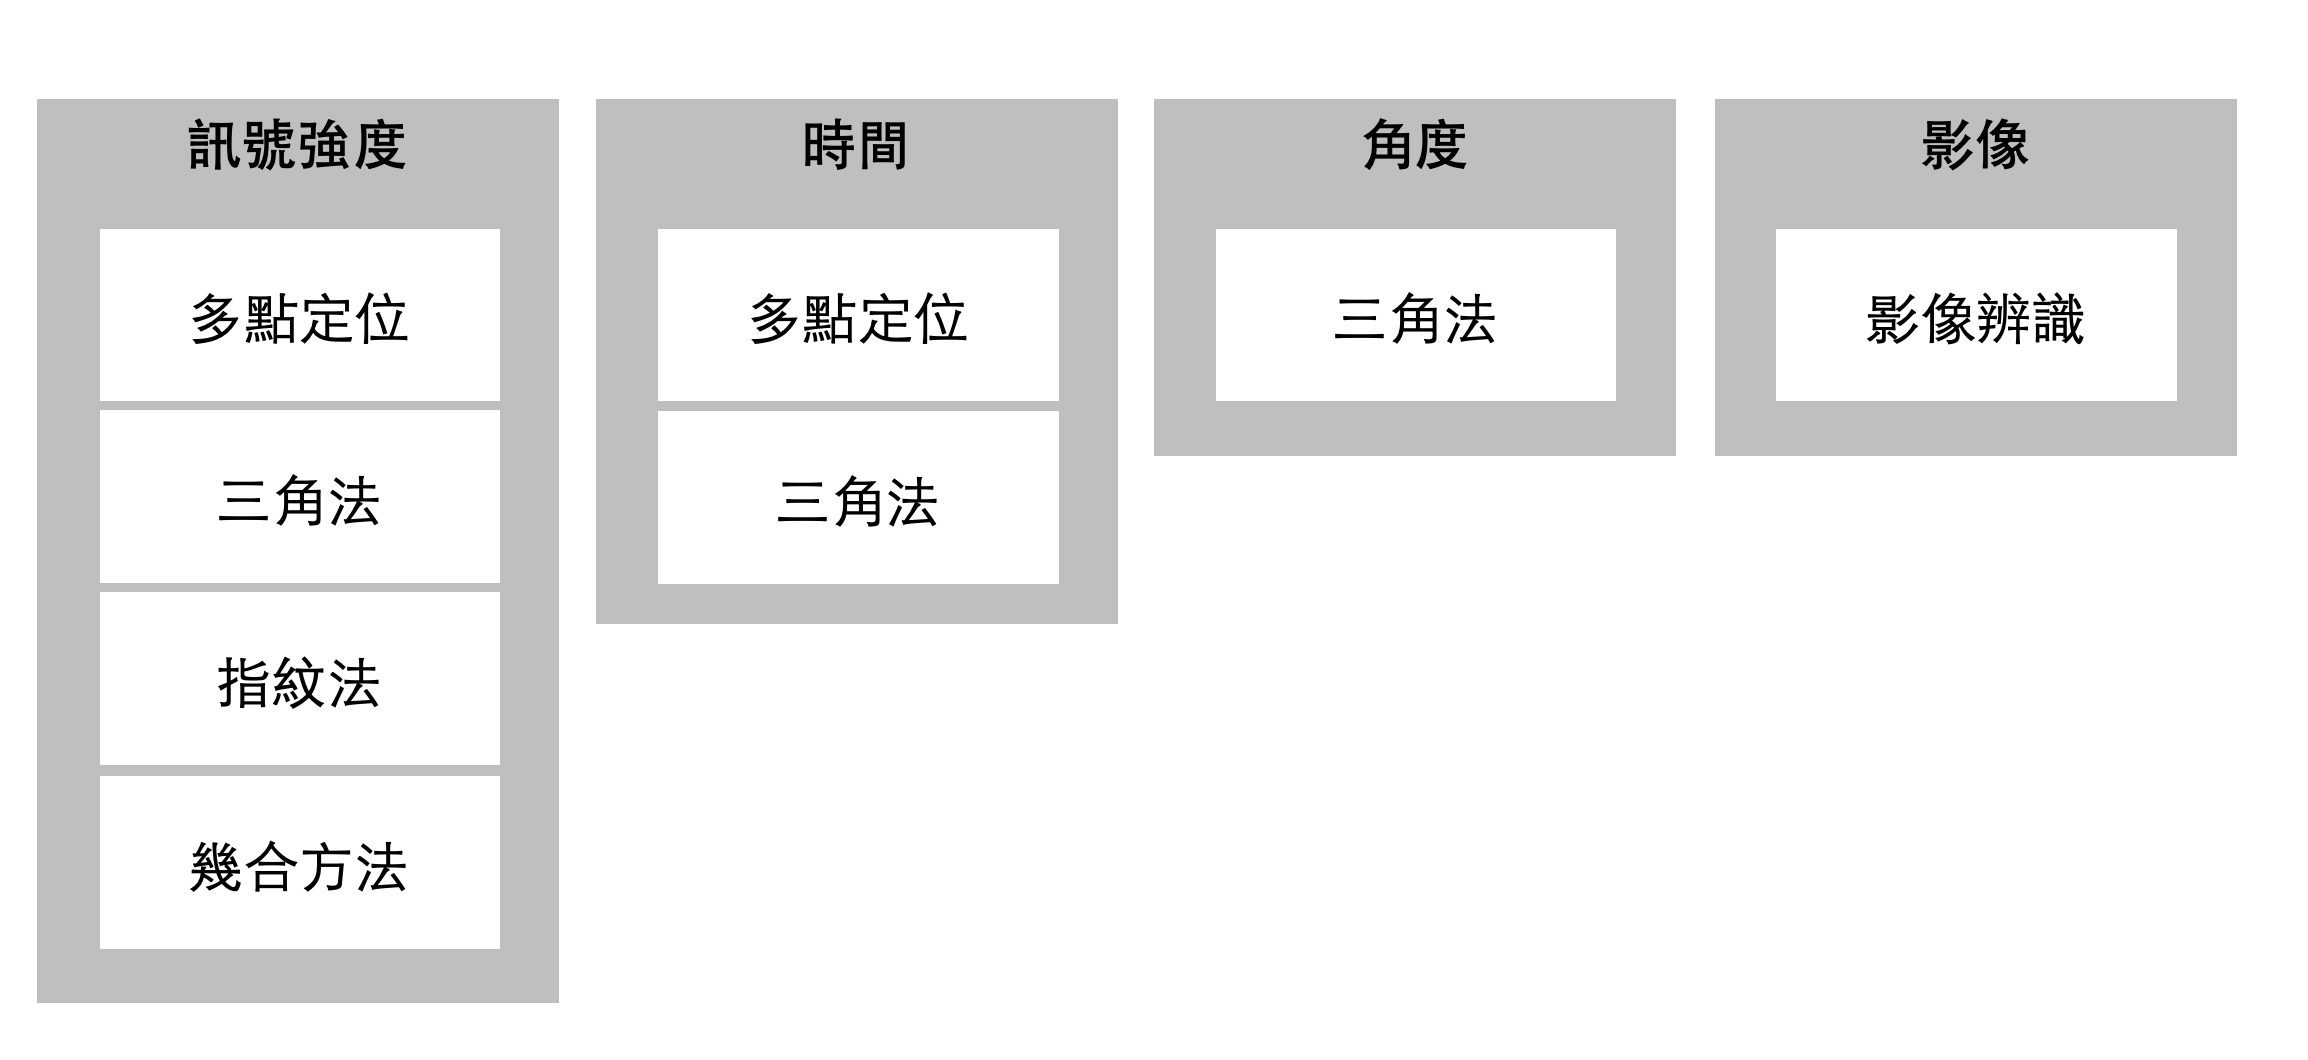 訊號強度
多點定位
三角法
指紋法
幾合方法
時間
多點定位
三角法
角度
三角法
影像
影像辨識